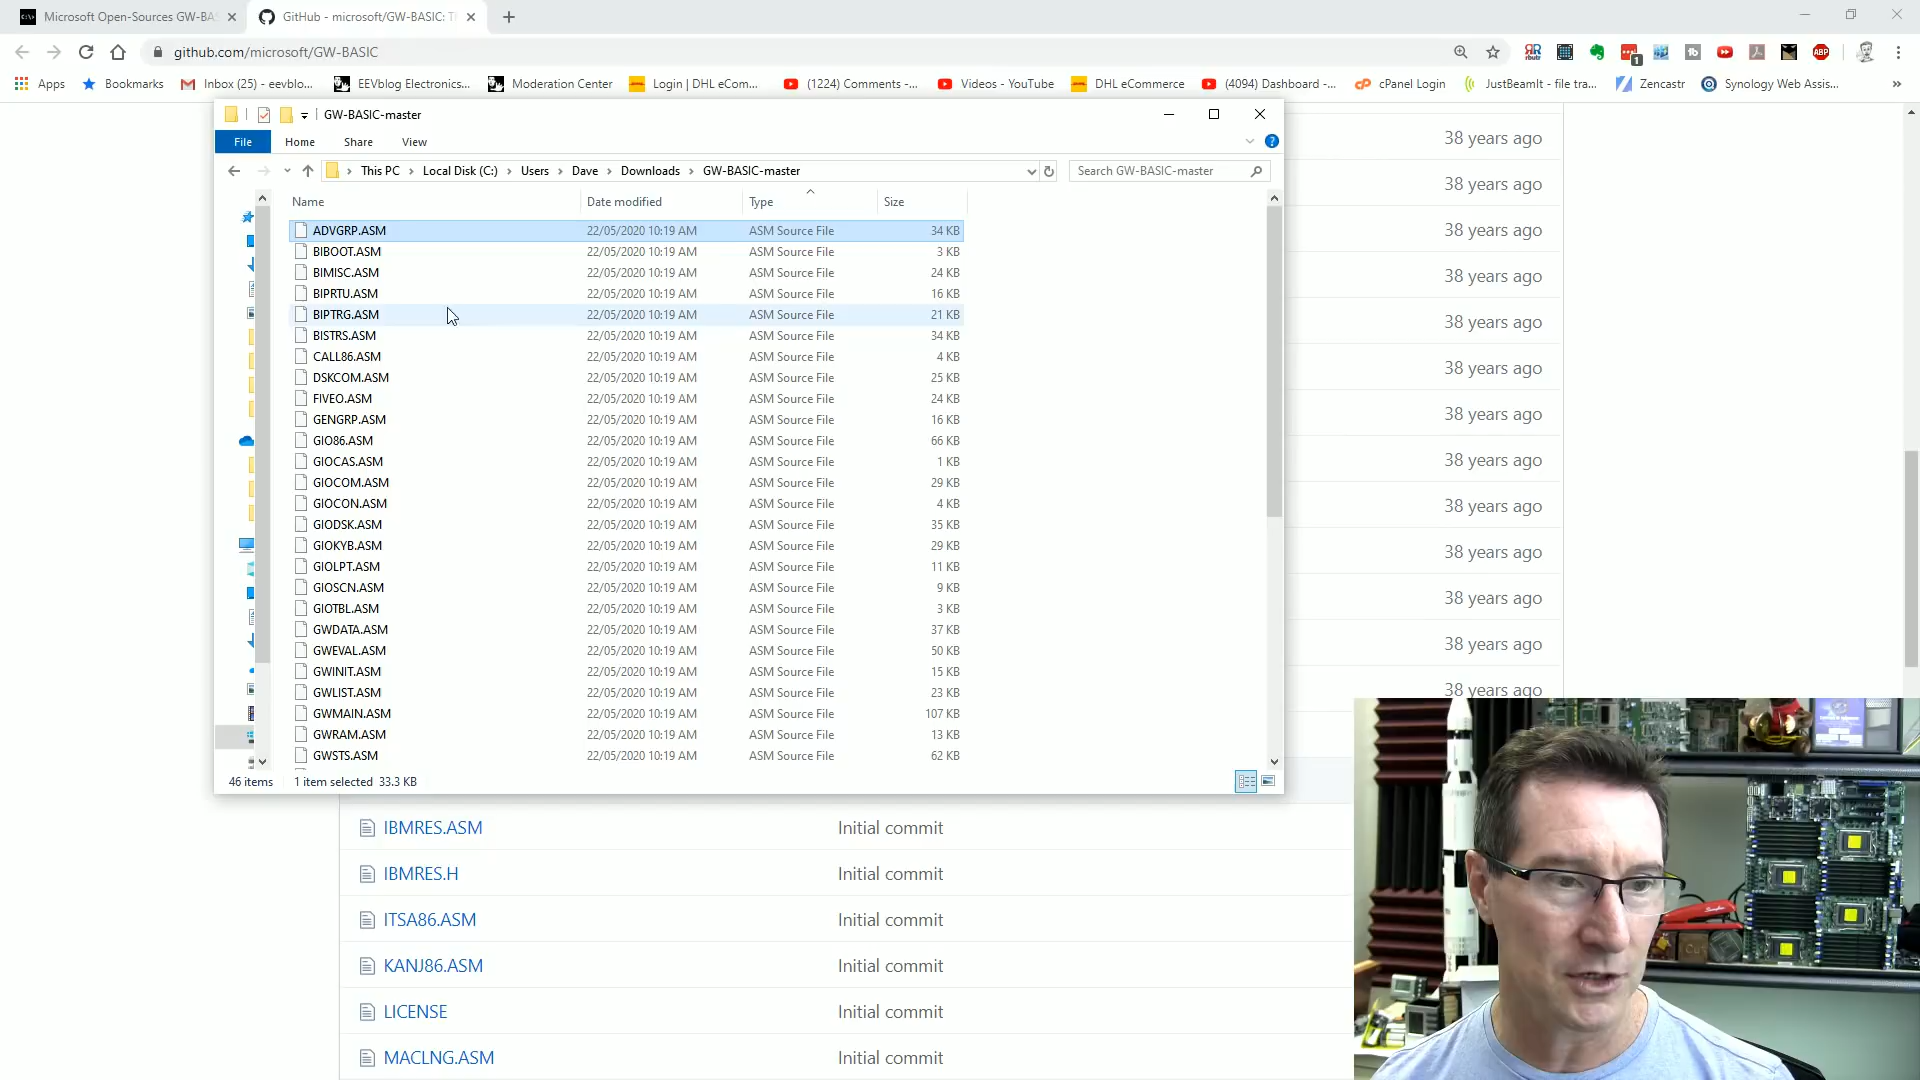 Microsoft Open-Sources GW-BAS
GitHub - microsoft/GW-BASIC: Th
github.com/microsoft/GW-BASIC
1
ABP
Apps
Bookmarks
Inbox (25) - eevblo...
EEVblog Electronics...
Moderation Center
Login | DHL eCom...
(1224) Comments -...
Videos - YouTube
DHL eCommerce
(4094) Dashboard -...
cPanel Login
JustBeamIt - file tra...
Zencastr
Synology Web Assis...
GW-BASIC-master
File Home Share View
This PC > Local Disk (C:) > Users > Dave > Downloads > GW-BASIC-master
Search GW-BASIC-master
Name Date modified Type Size
ADVGRP.ASM 22/05/2020 10:19 AM ASM Source File 34 KB
BIBOOT.ASM 22/05/2020 10:19 AM ASM Source File 3 KB
BIMISC.ASM 22/05/2020 10:19 AM ASM Source File 24 KB
BIPRTU.ASM 22/05/2020 10:19 AM ASM Source File 16 KB
BIPTRG.ASM 22/05/2020 10:19 AM ASM Source File 21 KB
BISTRS.ASM 22/05/2020 10:19 AM ASM Source File 34 KB
CALL86.ASM 22/05/2020 10:19 AM ASM Source File 4 KB
DSKCOM.ASM 22/05/2020 10:19 AM ASM Source File 25 KB
FIVEO.ASM 22/05/2020 10:19 AM ASM Source File 24 KB
GENGRP.ASM 22/05/2020 10:19 AM ASM Source File 16 KB
GIO86.ASM 22/05/2020 10:19 AM ASM Source File 66 KB
GIOCAS.ASM 22/05/2020 10:19 AM ASM Source File 1 KB
GIOCOM.ASM 22/05/2020 10:19 AM ASM Source File 29 KB
GIOCON.ASM 22/05/2020 10:19 AM ASM Source File 4 KB
GIODSK.ASM 22/05/2020 10:19 AM ASM Source File 35 KB
GIOKYB.ASM 22/05/2020 10:19 AM ASM Source File 29 KB
GIOLPT.ASM 22/05/2020 10:19 AM ASM Source File 11 KB
GIOSCN.ASM 22/05/2020 10:19 AM ASM Source File 9 KB
GIOTBL.ASM 22/05/2020 10:19 AM ASM Source File 3 KB
GWDATA.ASM 22/05/2020 10:19 AM ASM Source File 37 KB
GWEVAL.ASM 22/05/2020 10:19 AM ASM Source File 50 KB
GWINIT.ASM 22/05/2020 10:19 AM ASM Source File 15 KB
GWLIST.ASM 22/05/2020 10:19 AM ASM Source File 23 KB
GWMAIN.ASM 22/05/2020 10:19 AM ASM Source File 107 KB
GWRAM.ASM 22/05/2020 10:19 AM ASM Source File 13 KB
GWSTS.ASM 22/05/2020 10:19 AM ASM Source File 62 KB
46 items 1 item selected 33.3 KB
38 years ago
38 years ago
38 years ago
38 years ago
38 years ago
38 years ago
38 years ago
38 years ago
38 years ago
38 years ago
38 years ago
38 years ago
38 years ago
IBMRES.ASM Initial commit
IBMRES.H Initial commit
ITSA86.ASM Initial commit
KANJ86.ASM Initial commit
LICENSE Initial commit
MACLNG.ASM Initial commit